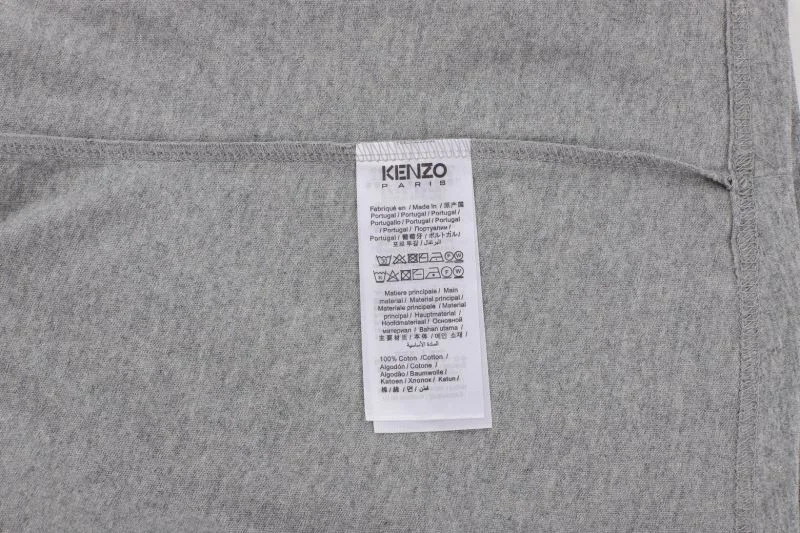 KENZO
PARIS
Fabriqué en / Made In / 原产国
Portugal / Portugal / Portugal /
Portugallo / Portugal / Portugal
/ Portugal / Португалии /
Portugal / 葡萄牙 / ポルトガル/
포르투갈 / البرتغال
Matiere principale / Main
material / Material principal /
Materiale principele / Material
principal / Hauptmaterial /
Hoofdmateriaal / Основной
материал / Bahan utama /
主要材质 / 本体 / 메인 소재 /
المادة الأساسية
100% Coton / Cotton /
Algodón / Cotone /
Algodão / Baumwolle /
Katoen / Хлопок / Katun /
棉 / 綿 / 면 / قطن